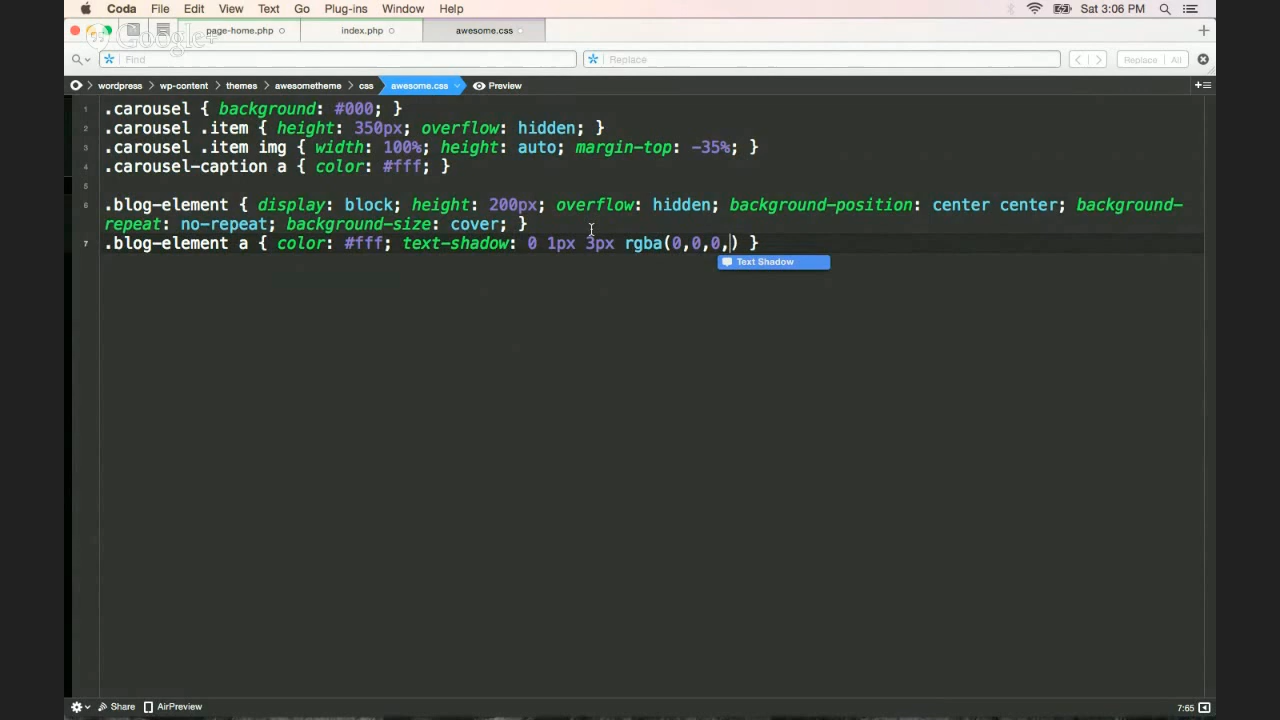 Coda File Edit View Text Go Plug-ins Window Help Sat 3:06 PM
Google+
page-home.php index.php awesome.css
Find Replace Replace All
wordpress wp-content themes awesometheme css awesome.css Preview
1 .carousel { background: #000; }
2 .carousel .item { height: 350px; overflow: hidden; }
3 .carousel .item img { width: 100%; height: auto; margin-top: -35%; }
4 .carousel-caption a { color: #fff; }
5
6 .blog-element { display: block; height: 200px; overflow: hidden; background-position: center center; background-
repeat: no-repeat; background-size: cover; }
7 .blog-element a { color: #fff; text-shadow: 0 1px 3px rgba(0,0,0,) }
Text Shadow
Share AirPreview 7:65